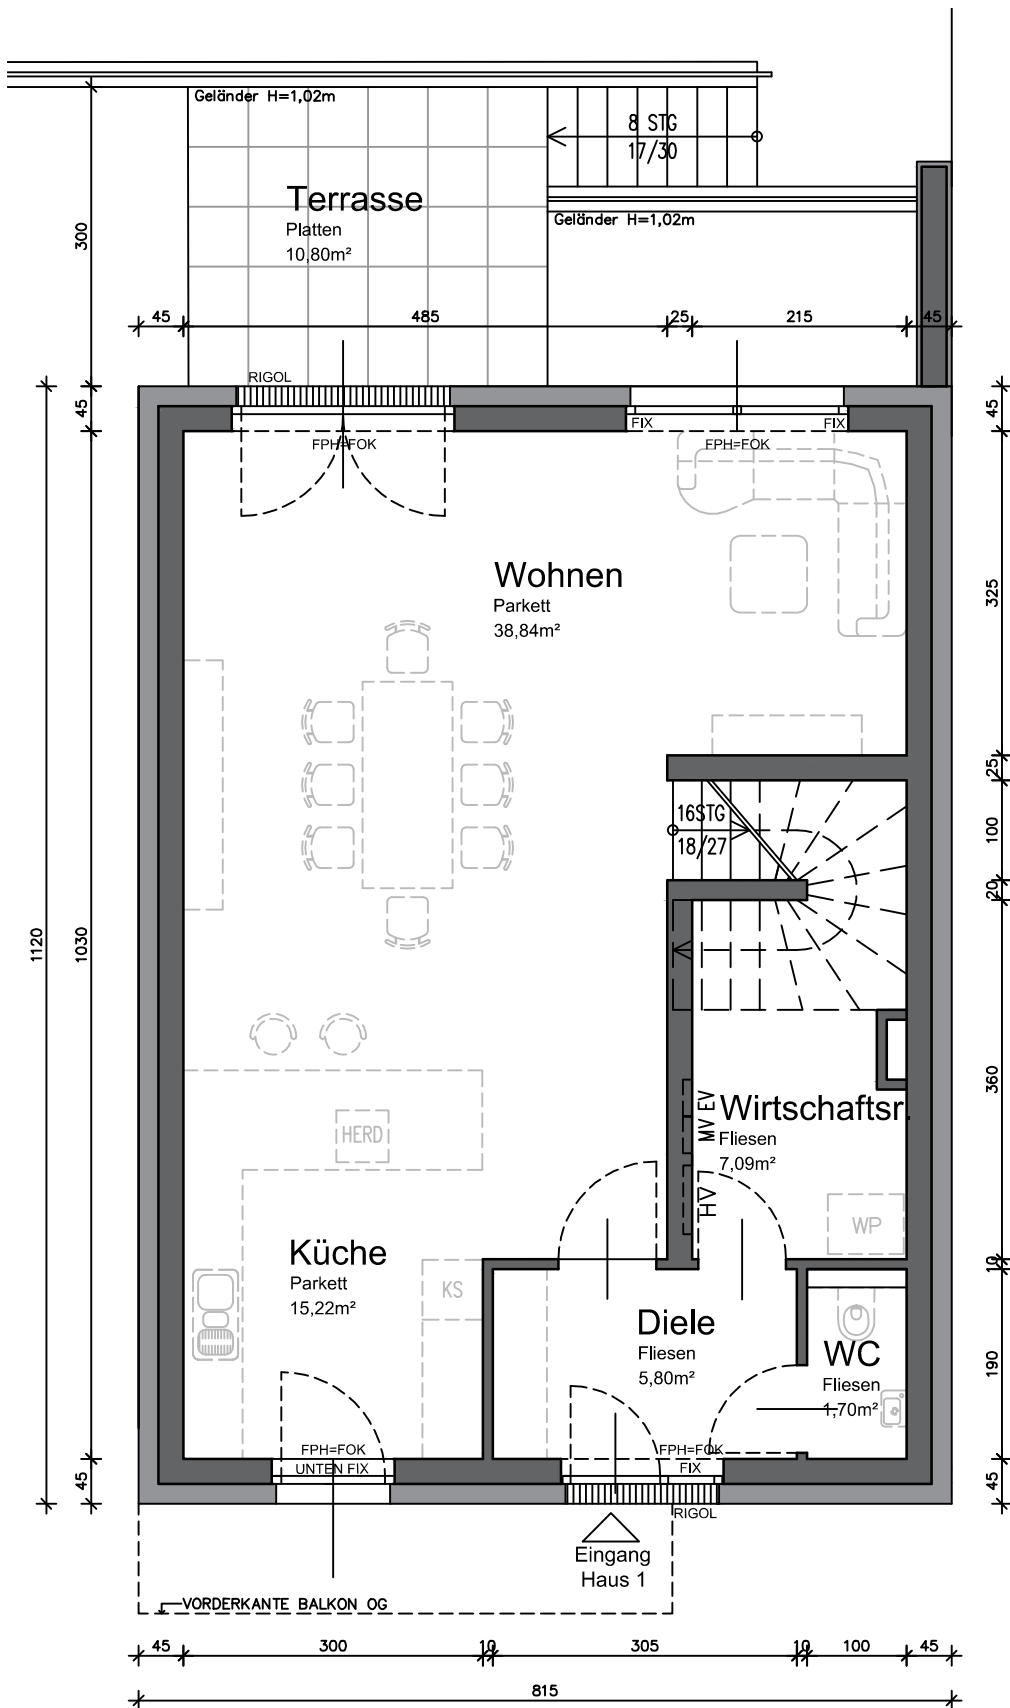 Geländer H=1,02m
8 STG
17/30
Terrasse
Platten
10,80m²
Geländer H=1,02m
300
45
485
25
215
45
RIGOL
45
45
FIX
FIX
FPH=FOK
FPH=FOK
Wohnen
Parkett
38,84m²
325
25
16STG
18/27
100
20
1120
1030
360
HERD
MV EV
Wirtschaftsr.
Fliesen
7,09m²
HV
WP
Küche
Parkett
15,22m²
KS
10
Diele
Fliesen
5,80m²
WC
Fliesen
1,70m²
190
FPH=FOK
UNTEN FIX
FPH=FOK
FIX
45
45
RIGOL
Eingang
Haus 1
VORDERKANTE BALKON OG
45
300
10
305
10
100
45
815